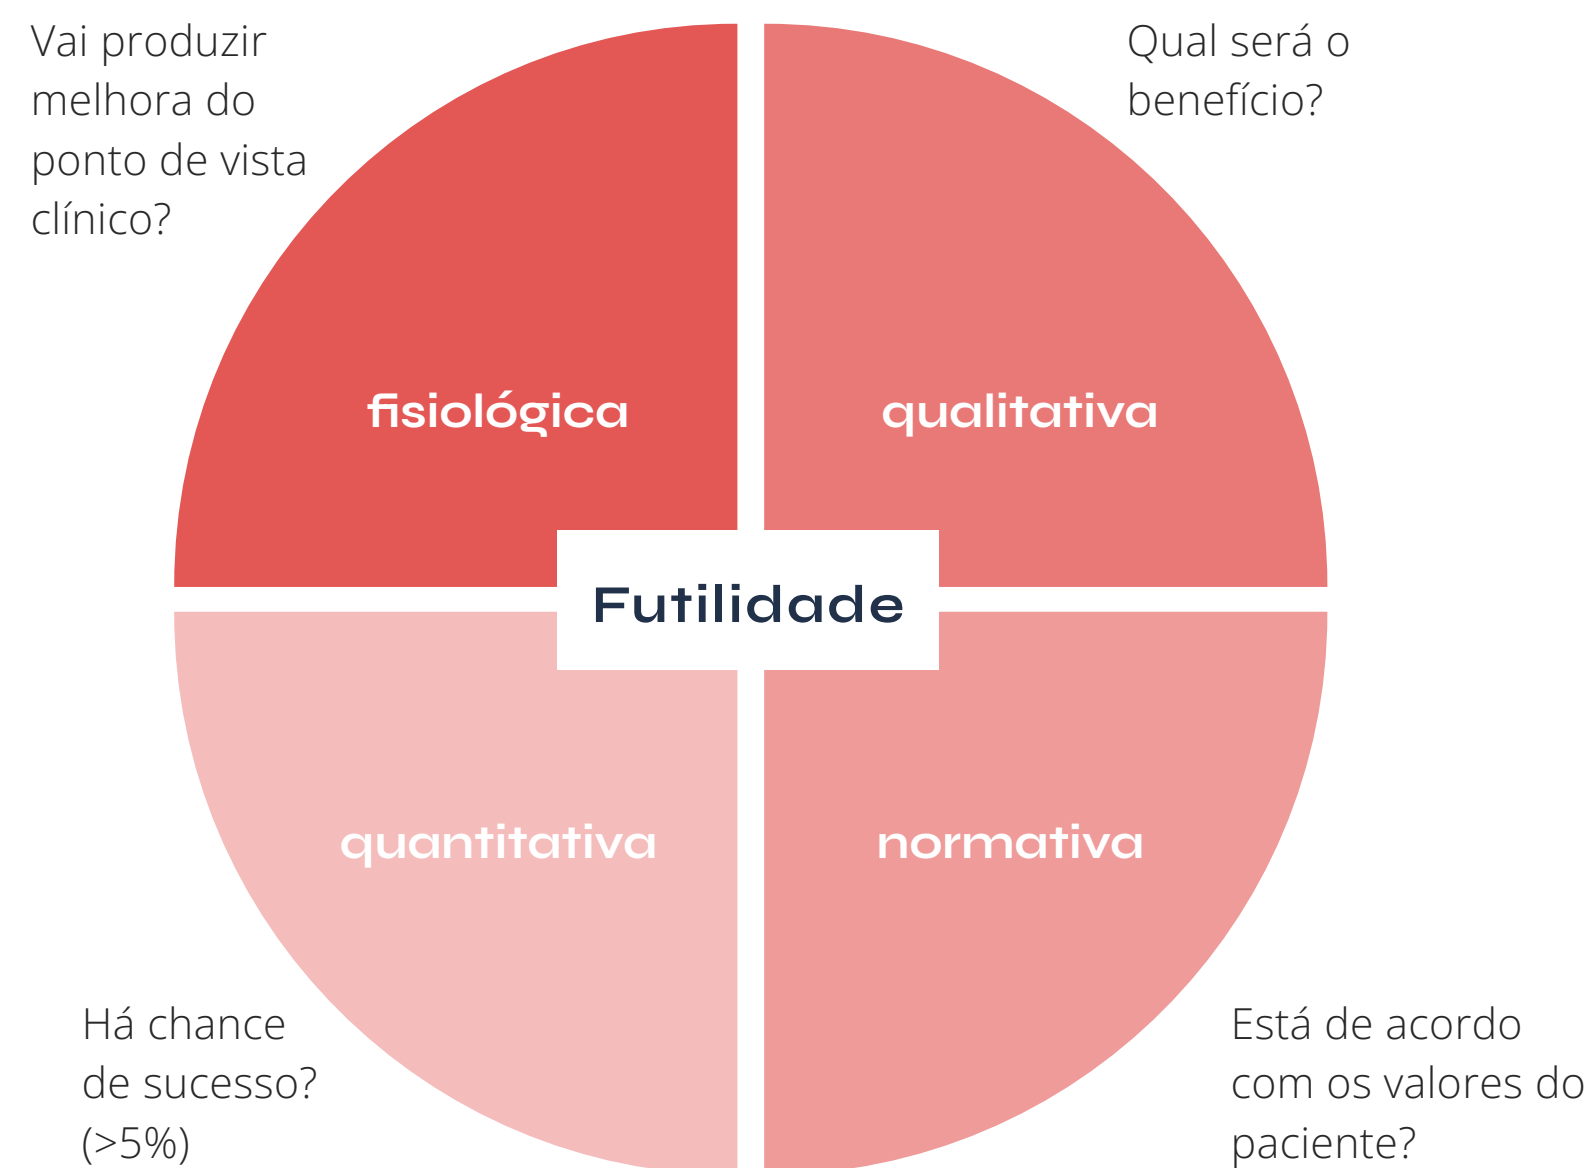 Vai produzir
melhora do
ponto de vista
clínico?
Qual será o
benefício?
fisiológica
qualitativa
Futilidade
quantitativa
normativa
Há chance
de sucesso?
(>5%)
Está de acordo
com os valores do
paciente?